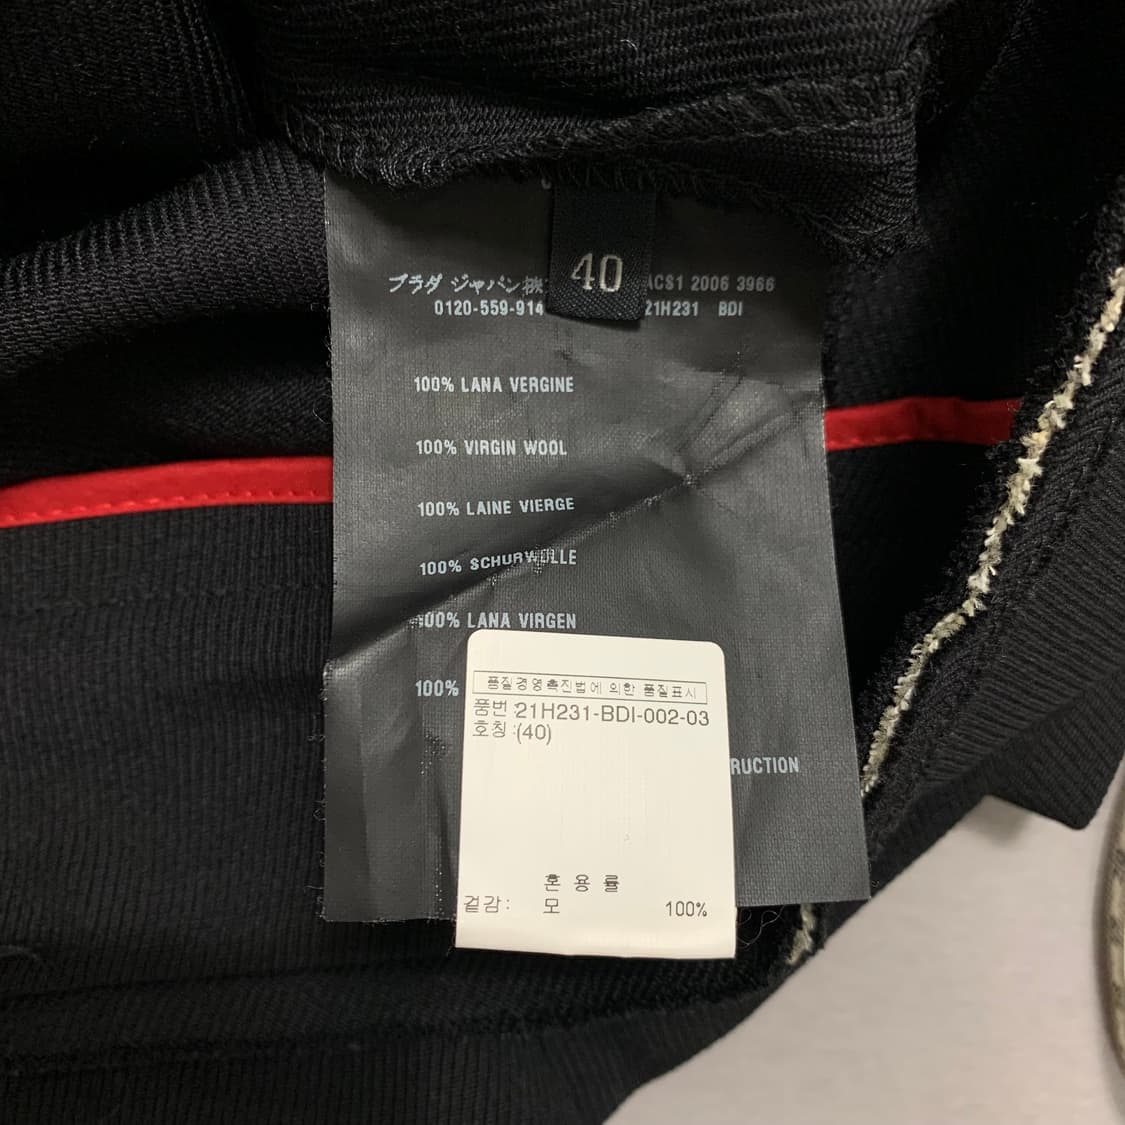 40
プラダ ジャパン株 ACS1 2006 3966
0120-559-914 21H231 BDI
100% LANA VERGINE
100% VIRGIN WOOL
100% LAINE VIERGE
100% SCHURWOLLE
100% LANA VIRGEN
100%
RUCTION
품질경영촉진법에 의한 품질표시
품번:21H231-BDI-002-03
호칭:(40)
혼 용 률
겉감: 모 100%